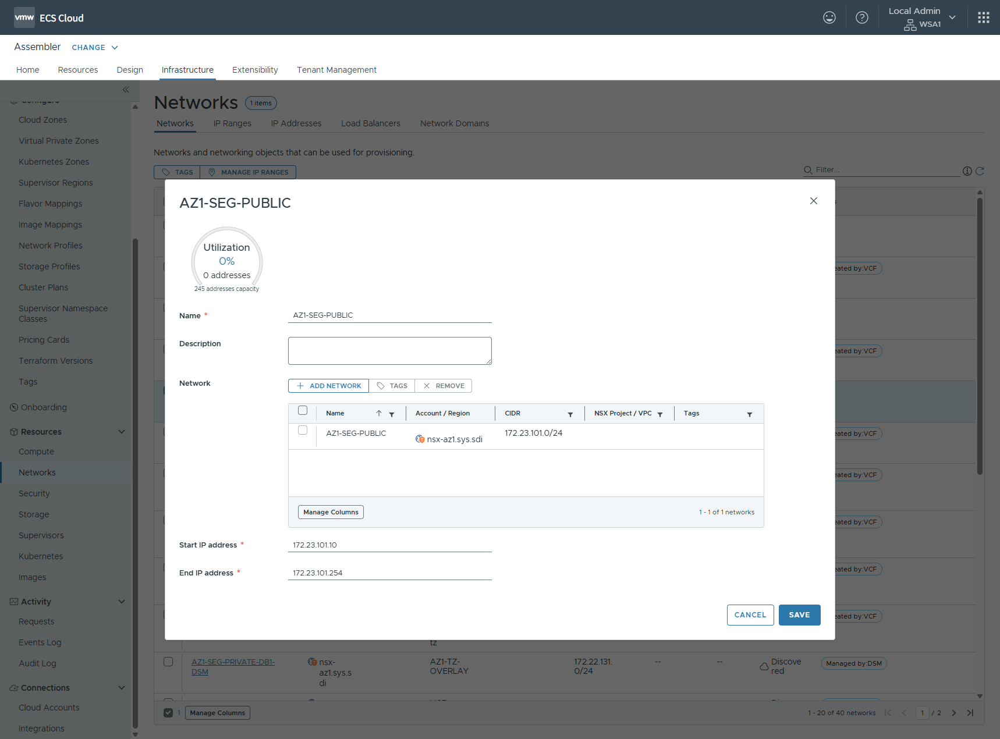 vmw ECS Cloud
Local Admin
WSA1
Assembler CHANGE
Home Resources Design Infrastructure Extensibility Tenant Management
Configure
Cloud Zones
Virtual Private Zones
Kubernetes Zones
Supervisor Regions
Flavor Mappings
Image Mappings
Network Profiles
Storage Profiles
Cluster Plans
Supervisor Namespace
Classes
Pricing Cards
Terraform Versions
Tags
Onboarding
Resources
Compute
Networks
Security
Storage
Supervisors
Kubernetes
Images
Activity
Requests
Events Log
Audit Log
Connections
Cloud Accounts
Integrations
Networks 1 items
Networks IP Ranges IP Addresses Load Balancers Network Domains
Networks and networking objects that can be used for provisioning.
TAGS MANAGE IP RANGES
Filter...
AZ1-SEG-PUBLIC
Utilization
0%
0 addresses
245 addresses capacity
Name * AZ1-SEG-PUBLIC
Description
Network + ADD NETWORK TAGS REMOVE
Name Account / Region CIDR NSX Project / VPC Tags
AZ1-SEG-PUBLIC nsx-az1.sys.sdi 172.23.101.0/24
Manage Columns 1 - 1 of 1 networks
Start IP address * 172.23.101.10
End IP address * 172.23.101.254
CANCEL SAVE
eated by:VCF
eated by:VCF
eated by:VCF
eated by:VCF
eated by:VCF
eated by:VCF
eated by:VCF
tz
AZ1-SEG-PRIVATE-DB1-
DSM
nsx-
az1.sys.s
di
AZ1-TZ-
OVERLAY
172.22.131.
0/24
--
--
Discove
red
Managed by:DSM
1 Manage Columns
1 - 20 of 40 networks 1 / 2